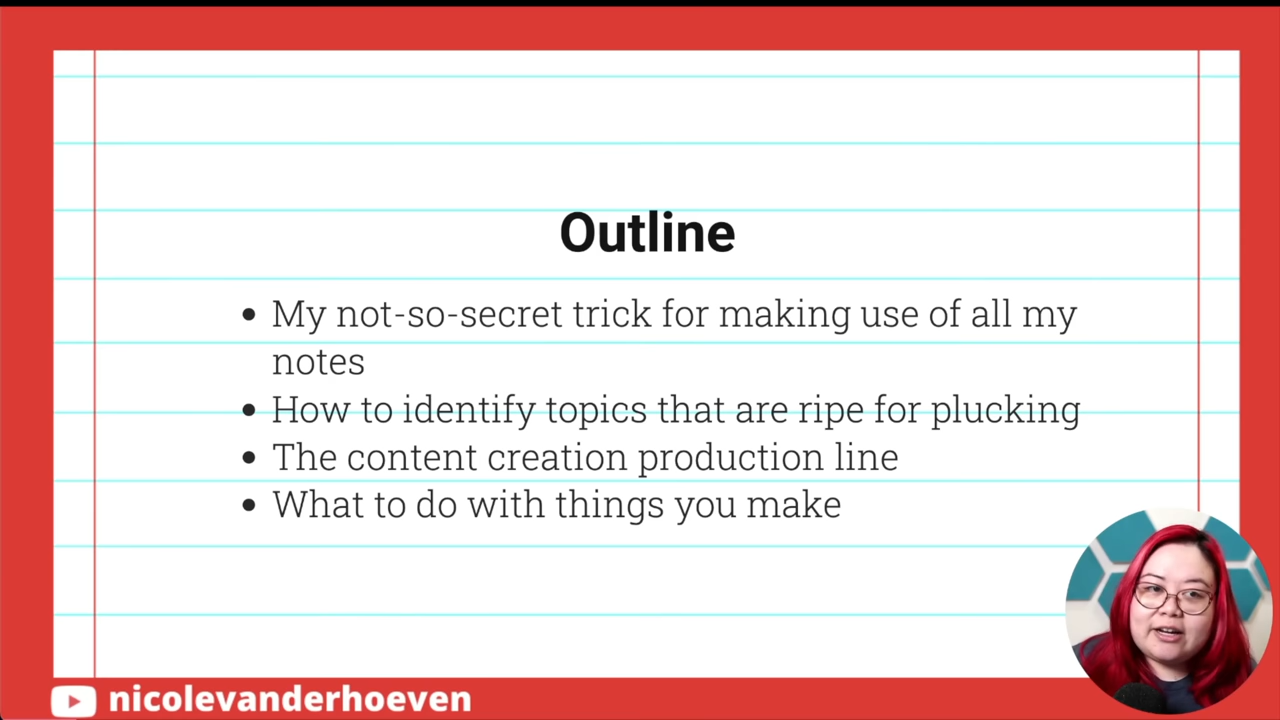 Outline
My not-so-secret trick for making use of all my
notes
How to identify topics that are ripe for plucking
The content creation production line
What to do with things you make
nicolevanderhoeven